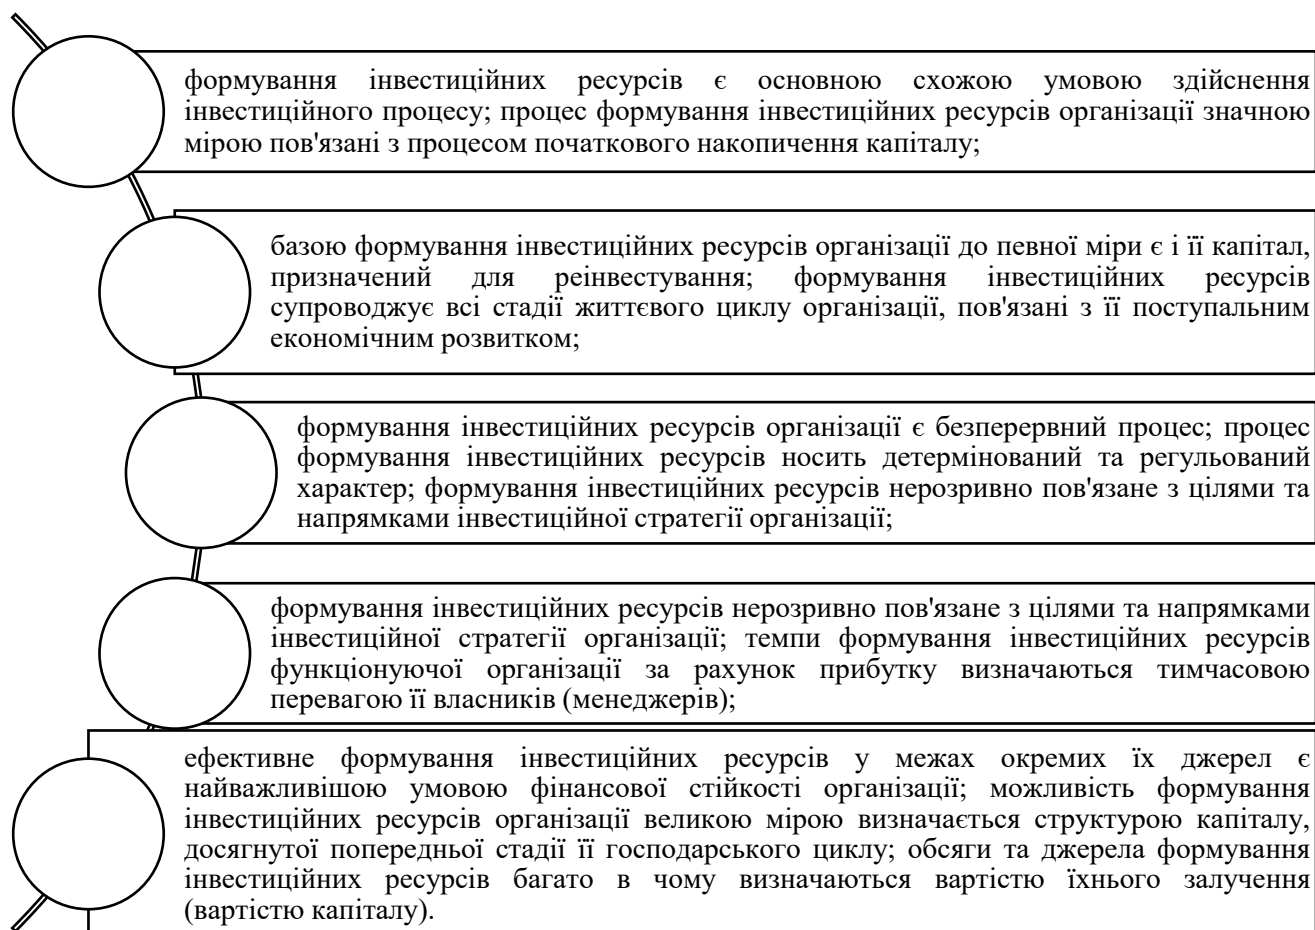 формування інвестиційних ресурсів є основною схожою умовою здійснення
інвестиційного процесу; процес формування інвестиційних ресурсів організації значною
мірою пов'язані з процесом початкового накопичення капіталу;
базою формування інвестиційних ресурсів організації до певної міри є і її капітал,
призначений для реінвестування; формування інвестиційних ресурсів
супроводжує всі стадії життєвого циклу організації, пов'язані з її поступальним
економічним розвитком;
формування інвестиційних ресурсів організації є безперервний процес; процес
формування інвестиційних ресурсів носить детермінований та регульований
характер; формування інвестиційних ресурсів нерозривно пов'язане з цілями та
напрямками інвестиційної стратегії організації;
формування інвестиційних ресурсів нерозривно пов'язане з цілями та напрямками
інвестиційної стратегії організації; темпи формування інвестиційних ресурсів
функціонуючої організації за рахунок прибутку визначаються тимчасовою
перевагою її власників (менеджерів);
ефективне формування інвестиційних ресурсів у межах окремих їх джерел є
найважливішою умовою фінансової стійкості організації; можливість формування
інвестиційних ресурсів організації великою мірою визначається структурою капіталу,
досягнутої попередньої стадії її господарського циклу; обсяги та джерела формування
інвестиційних ресурсів багато в чому визначаються вартістю їхнього залучення
(вартістю капіталу).